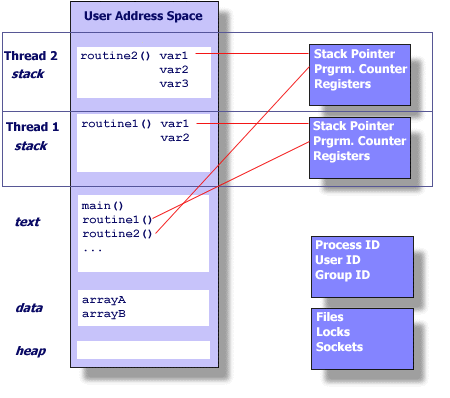 User Address Space
Thread 2
stack
routine2() var1
var2
var3
Stack Pointer
Prgrm. Counter
Registers
Thread 1
stack
routine1() var1
var2
Stack Pointer
Prgrm. Counter
Registers
text
main()
routine1()
routine2()
...
Process ID
User ID
Group ID
data
arrayA
arrayB
Files
Locks
Sockets
heap